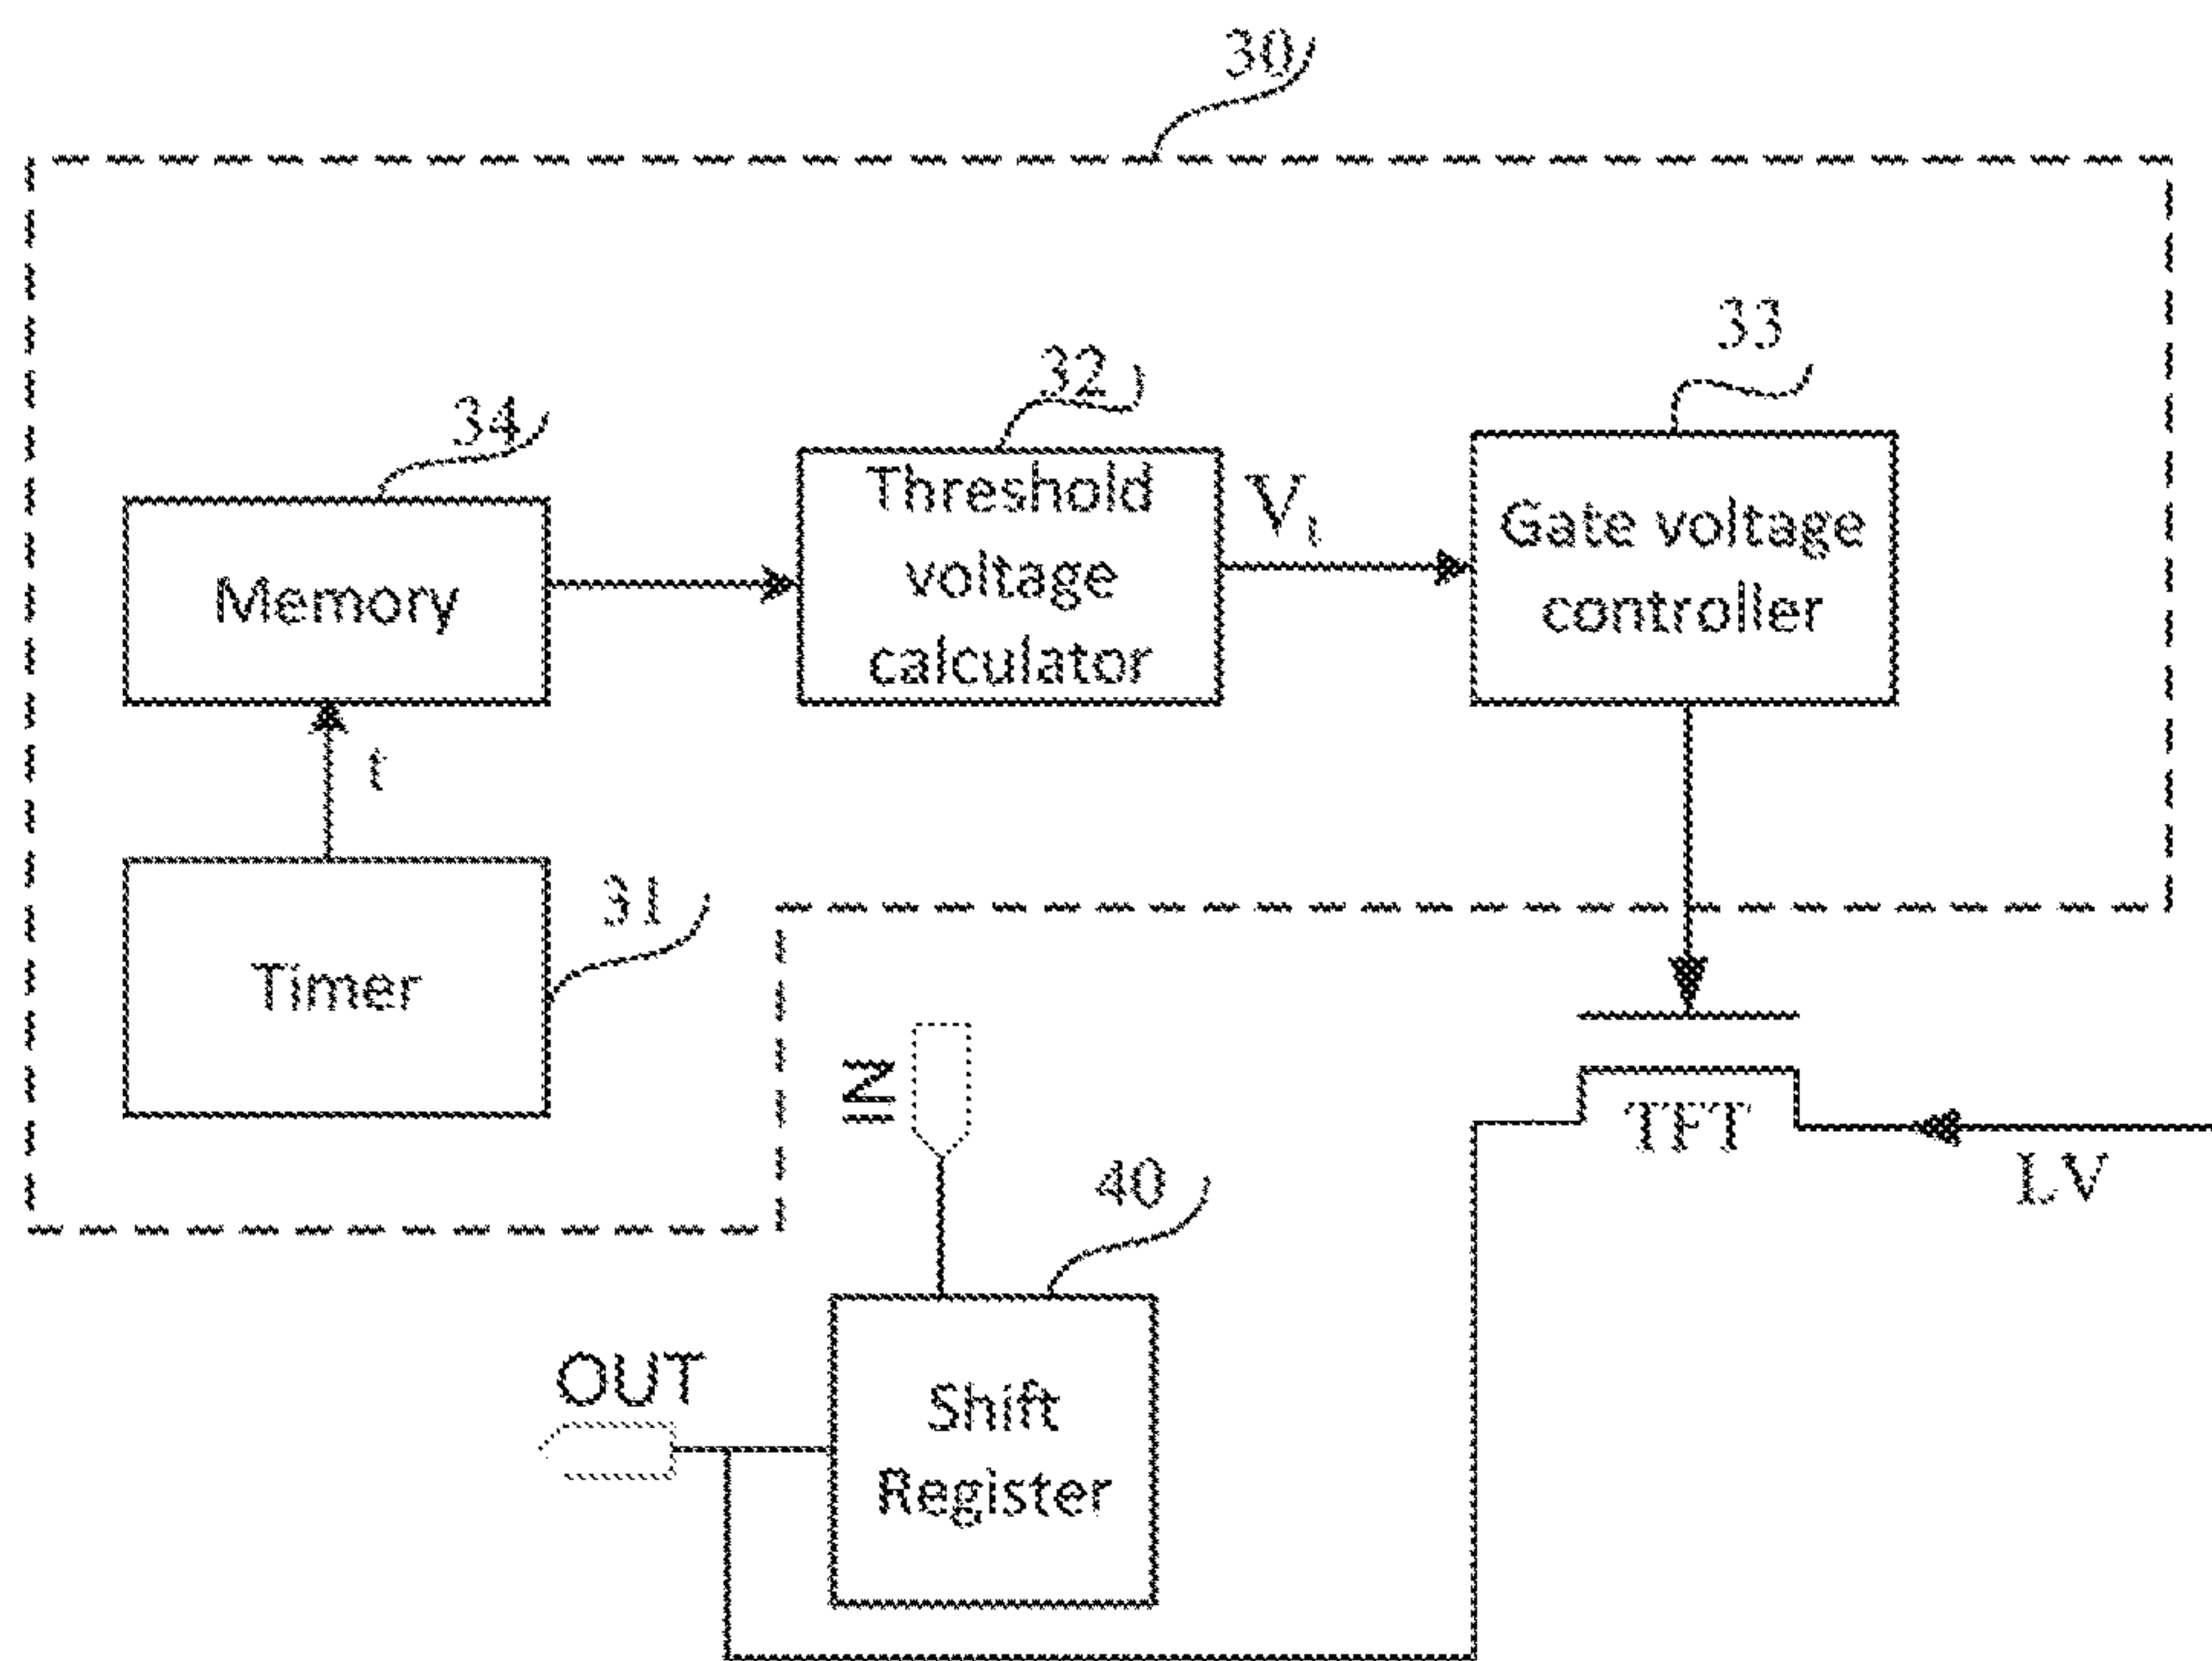 30
33
32
34
Threshold
voltage
calculator
Vt
Gate voltage
controller
Memory
t
31
Timer
IN
TFT
40
LV
OUT
Shift
Register